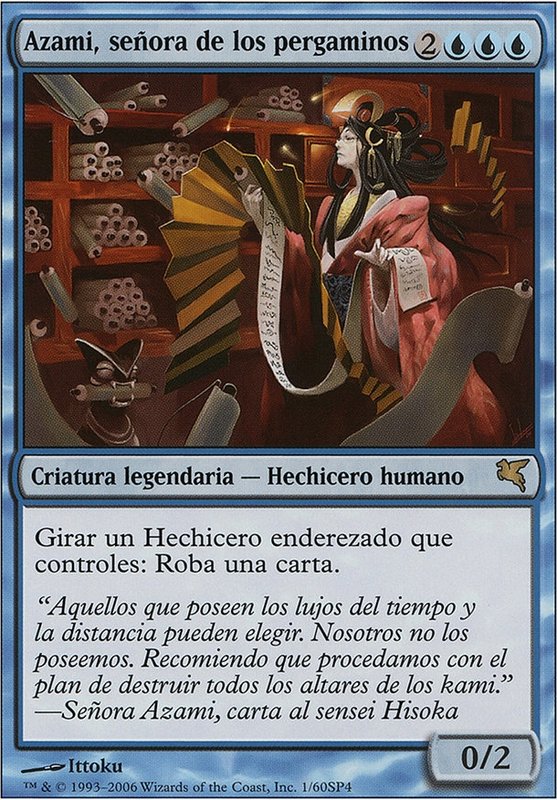 Azami, señora de los pergaminos 2
Criatura legendaria — Hechicero humano
Girar un Hechicero enderezado que
controles: Roba una carta.
“Aquellos que poseen los lujos del tiempo y
la distancia pueden elegir. Nosotros no los
poseemos. Recomiendo que procedamos con el
plan de destruir todos los altares de los kami.”
—Señora Azami, carta al sensei Hisoka
Ittoku
0/2
™ & © 1993–2006 Wizards of the Coast, Inc. 1/60SP4